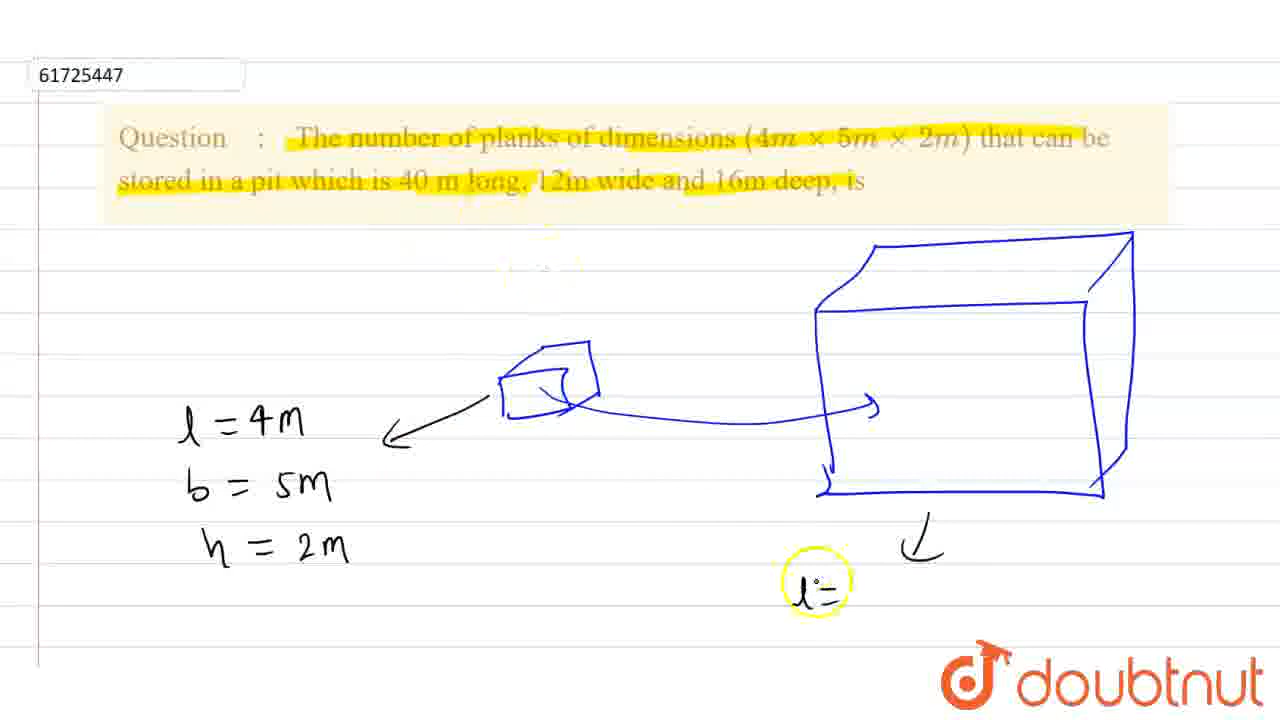 61725447
Question : The number of planks of dimensions (4m × 5m × 2m) that can be
stored in a pit which is 40 m long, 12m wide and 16m deep, is
l = 4m
b = 5m
h = 2m
l =
doubtnut